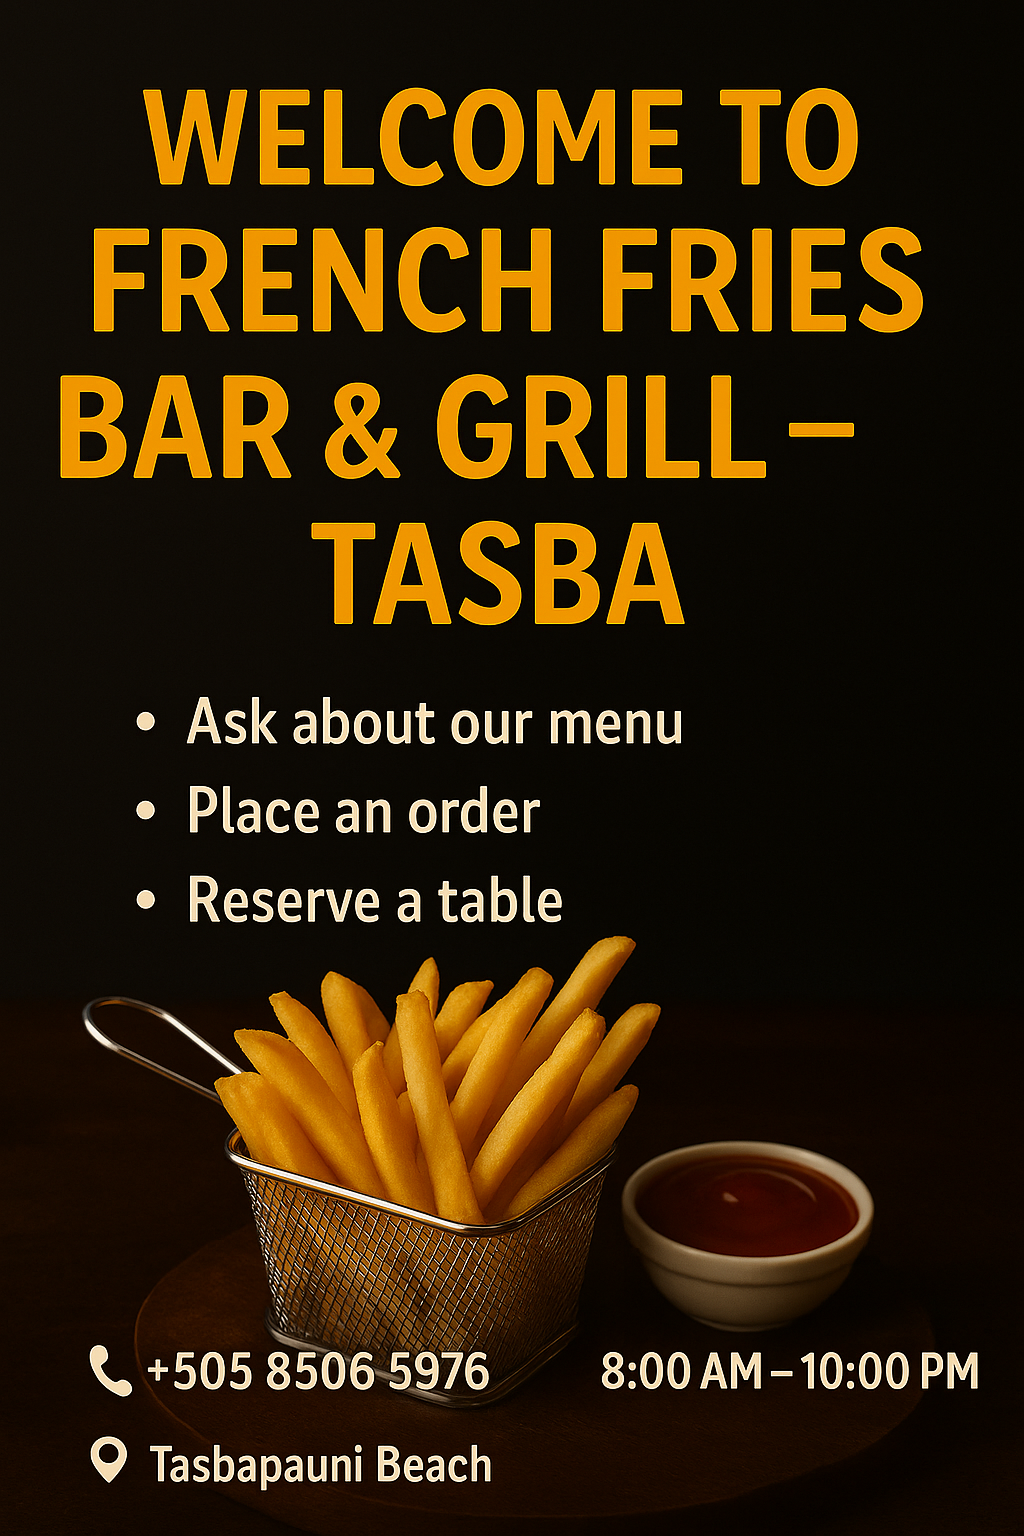 WELCOME TO
FRENCH FRIES
BAR & GRILL –
TASBA
• Ask about our menu
• Place an order
• Reserve a table
+505 8506 5976
8:00 AM – 10:00 PM
Tasbapauni Beach